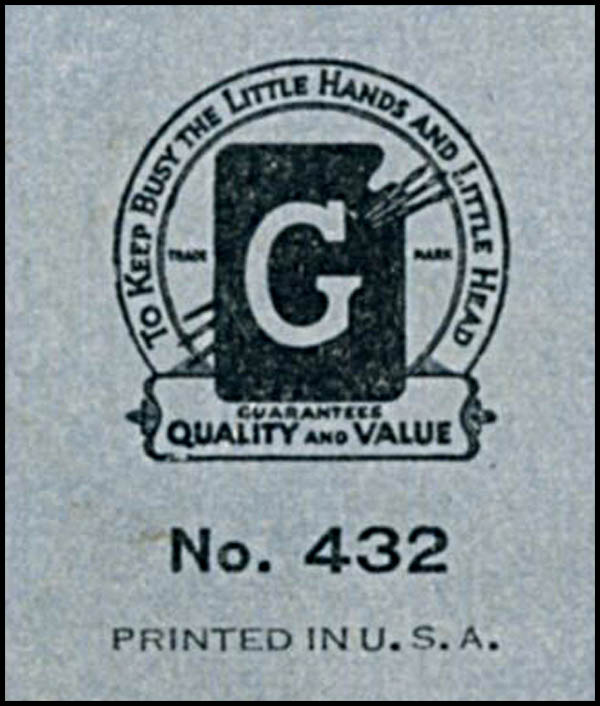 TO KEEP BUSY THE LITTLE HANDS AND LITTLE HEAD
TRADE MARK
G
GUARANTEES
QUALITY AND VALUE
No. 432
PRINTED IN U. S. A.